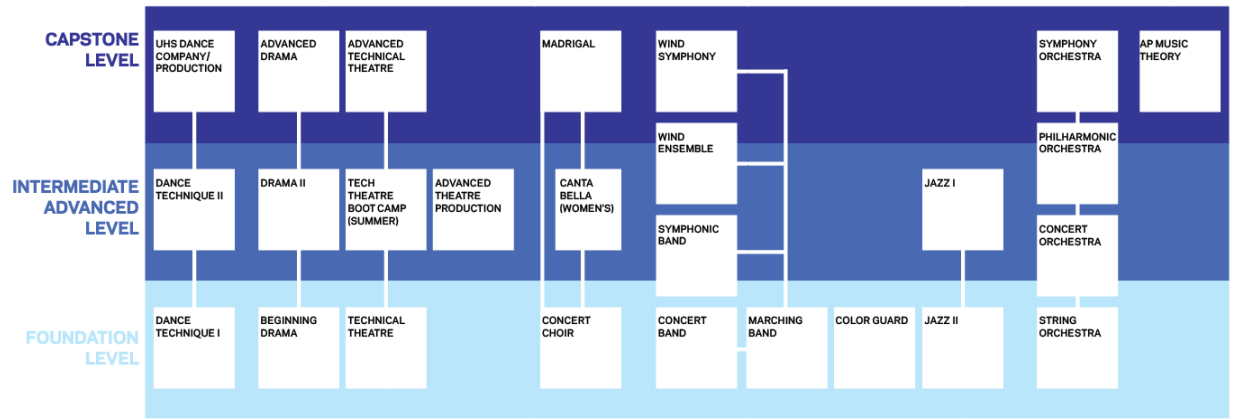 CAPSTONE
LEVEL
UHS DANCE
COMPANY/
PRODUCTION
ADVANCED
DRAMA
ADVANCED
TECHNICAL
THEATRE
MADRIGAL
WIND
SYMPHONY
SYMPHONY
ORCHESTRA
AP MUSIC
THEORY
WIND
ENSEMBLE
PHILHARMONIC
ORCHESTRA
INTERMEDIATE
ADVANCED
LEVEL
DANCE
TECHNIQUE II
DRAMA II
TECH
THEATRE
BOOT CAMP
(SUMMER)
ADVANCED
THEATRE
PRODUCTION
CANTA
BELLA
(WOMEN'S)
JAZZ I
SYMPHONIC
BAND
CONCERT
ORCHESTRA
FOUNDATION
LEVEL
DANCE
TECHNIQUE I
BEGINNING
DRAMA
TECHNICAL
THEATRE
CONCERT
CHOIR
CONCERT
BAND
MARCHING
BAND
COLOR GUARD
JAZZ II
STRING
ORCHESTRA